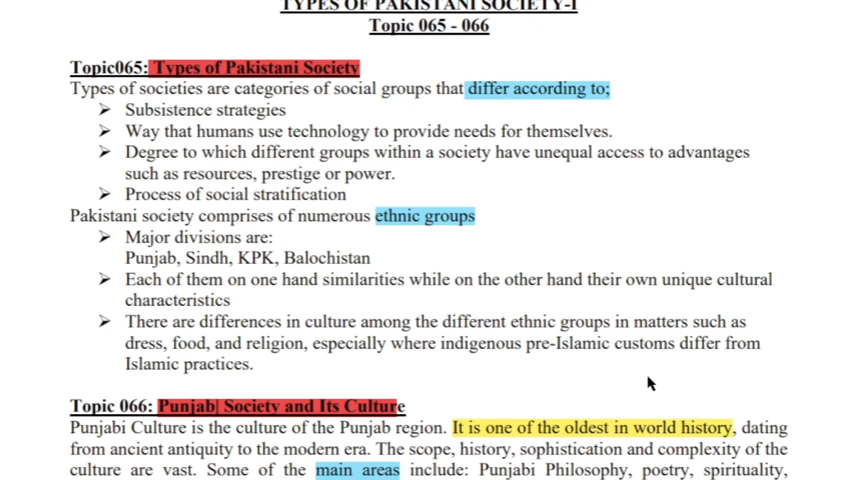 TYPES OF PAKISTANI SOCIETY-I
Topic 065 - 066
Topic065: Types of Pakistani Society
Types of societies are categories of social groups that differ according to;
➢ Subsistence strategies
➢ Way that humans use technology to provide needs for themselves.
➢ Degree to which different groups within a society have unequal access to advantages
such as resources, prestige or power.
➢ Process of social stratification
Pakistani society comprises of numerous ethnic groups
➢ Major divisions are:
Punjab, Sindh, KPK, Balochistan
➢ Each of them on one hand similarities while on the other hand their own unique cultural
characteristics
➢ There are differences in culture among the different ethnic groups in matters such as
dress, food, and religion, especially where indigenous pre-Islamic customs differ from
Islamic practices.
Topic 066: Punjabi Society and Its Culture
Punjabi Culture is the culture of the Punjab region. It is one of the oldest in world history, dating
from ancient antiquity to the modern era. The scope, history, sophistication and complexity of the
culture are vast. Some of the main areas include: Punjabi Philosophy, poetry, spirituality,